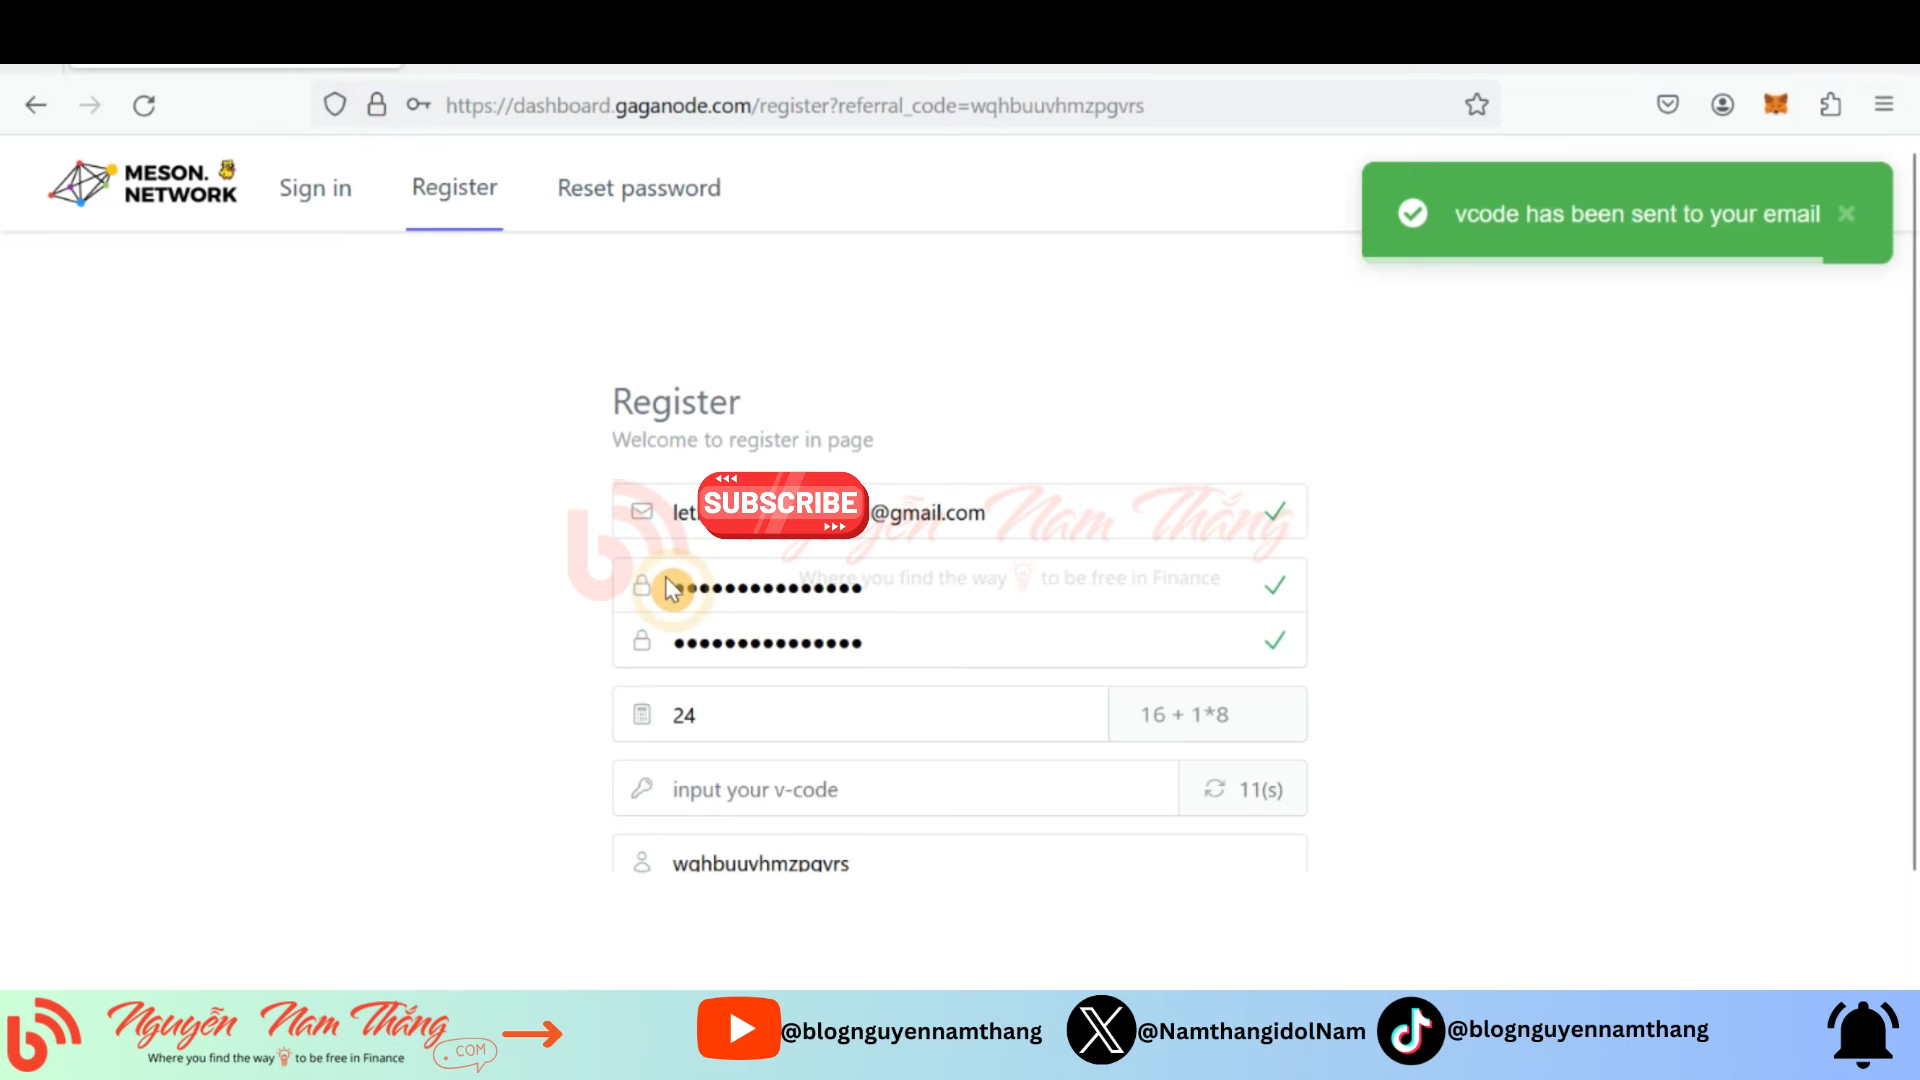 https://dashboard.gaganode.com/register?referral_code=wqhbuuvhmzpgvrs
MESON.
NETWORK
Sign in
Register
Reset password
vcode has been sent to your email
Register
Welcome to register in page
let
SUBSCRIBE
@gmail.com
Nguyễn Nam Thắng
Where you find the way to be free in Finance
24
16 + 1*8
input your v-code
11(s)
wqhbuuvhmzpgvrs
Nguyễn Nam Thắng
Where you find the way to be free in Finance
.COM
@blognguyennamthang
@NamthangidolNam
@blognguyennamthang